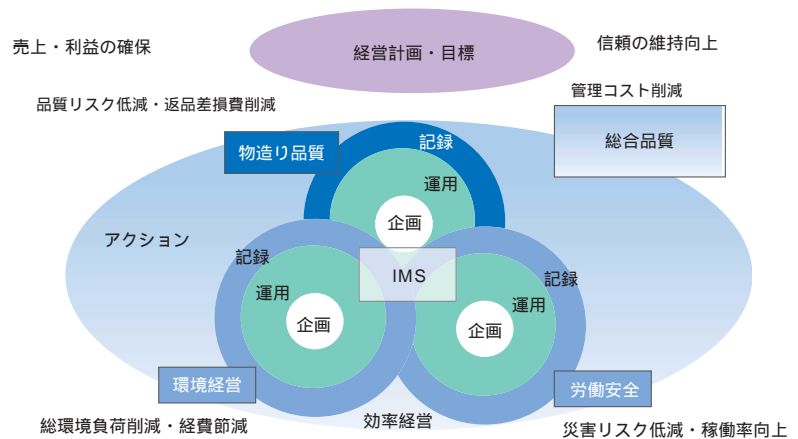 売上・利益の確保
経営計画・目標
信頼の維持向上
品質リスク低減・返品差損費削減
管理コスト削減
物造り品質
記録
総合品質
運用
企画
アクション
記録
IMS
記録
運用
運用
企画
企画
環境経営
労働安全
総環境負荷削減・経費節減
効率経営
災害リスク低減・稼働率向上